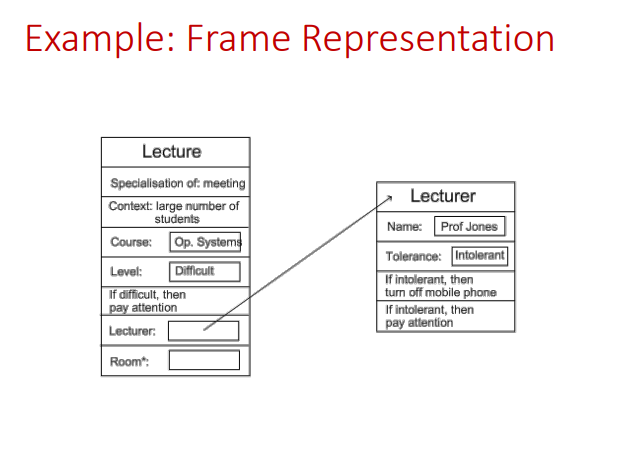 Example: Frame Representation
Lecture
Specialisation of: meeting
Context: large number of
students
Course: Op. Systems
Level: Difficult
If difficult, then
pay attention
Lecturer:
Room*:
Lecturer
Name: Prof Jones
Tolerance: Intolerant
If intolerant, then
turn off mobile phone
If intolerant, then
pay attention